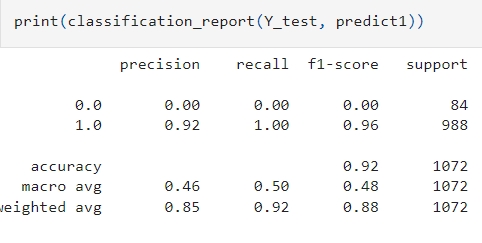 print(classification_report(Y_test, predict1))
precision recall f1-score support
0.0 0.00 0.00 0.00 84
1.0 0.92 1.00 0.96 988
accuracy 0.92 1072
macro avg 0.46 0.50 0.48 1072
weighted avg 0.85 0.92 0.88 1072